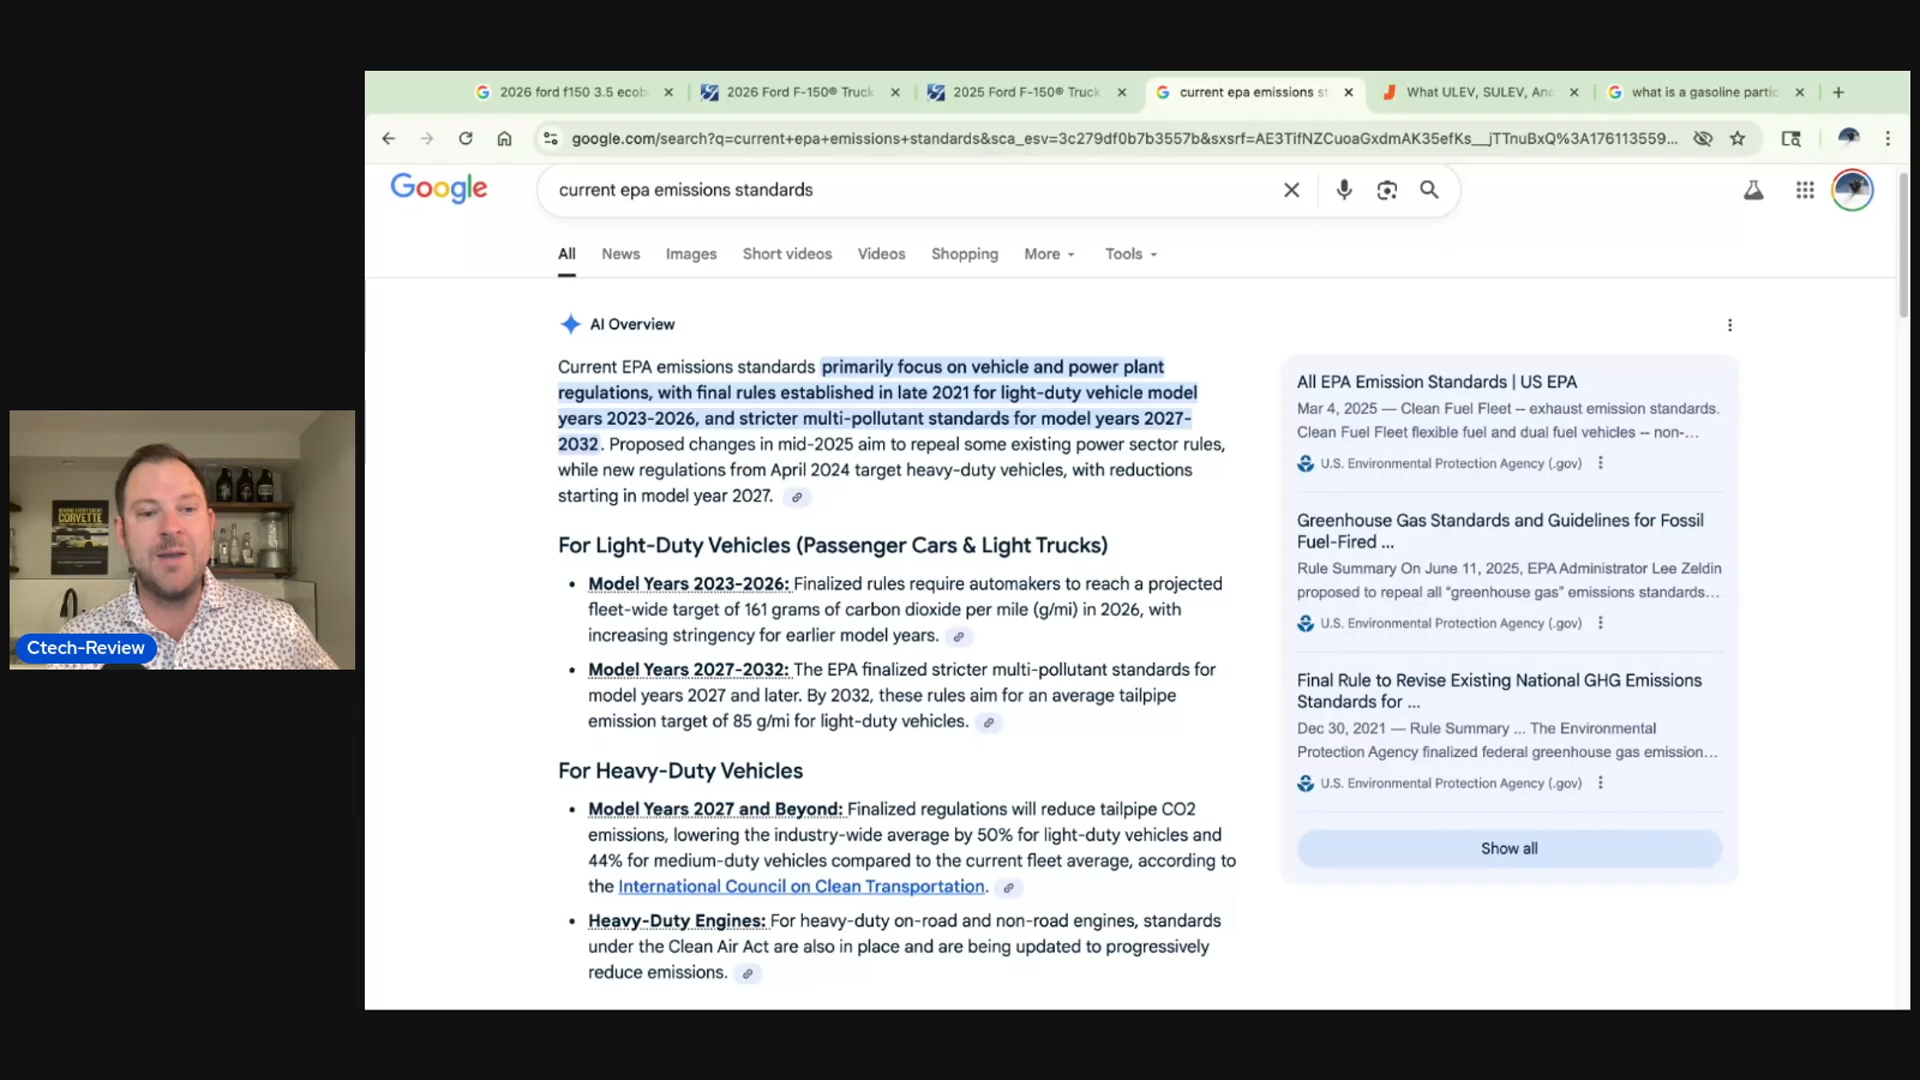 2026 ford f150 3.5 ecob
2026 Ford F-150® Truck
2025 Ford F-150® Truck
current epa emissions st
What ULEV, SULEV, And
what is a gasoline partic
google.com/search?q=current+epa+emissions+standards&sca_esv=3c279df0b7b3557b&sxsrf=AE3TifNZCuoaGxdmAK35efKs__jTTnuBxQ%3A176113559...
Google
current epa emissions standards
All
News
Images
Short videos
Videos
Shopping
More
Tools
AI Overview
Current EPA emissions standards primarily focus on vehicle and power plant
regulations, with final rules established in late 2021 for light-duty vehicle model
years 2023-2026, and stricter multi-pollutant standards for model years 2027-
2032. Proposed changes in mid-2025 aim to repeal some existing power sector rules,
while new regulations from April 2024 target heavy-duty vehicles, with reductions
starting in model year 2027.
For Light-Duty Vehicles (Passenger Cars & Light Trucks)
• Model Years 2023-2026: Finalized rules require automakers to reach a projected
fleet-wide target of 161 grams of carbon dioxide per mile (g/mi) in 2026, with
increasing stringency for earlier model years.
• Model Years 2027-2032: The EPA finalized stricter multi-pollutant standards for
model years 2027 and later. By 2032, these rules aim for an average tailpipe
emission target of 85 g/mi for light-duty vehicles.
For Heavy-Duty Vehicles
• Model Years 2027 and Beyond: Finalized regulations will reduce tailpipe CO2
emissions, lowering the industry-wide average by 50% for light-duty vehicles and
44% for medium-duty vehicles compared to the current fleet average, according to
the International Council on Clean Transportation.
• Heavy-Duty Engines: For heavy-duty on-road and non-road engines, standards
under the Clean Air Act are also in place and are being updated to progressively
reduce emissions.
All EPA Emission Standards | US EPA
Mar 4, 2025 — Clean Fuel Fleet -- exhaust emission standards.
Clean Fuel Fleet flexible fuel and dual fuel vehicles -- non-...
U.S. Environmental Protection Agency (.gov)
Greenhouse Gas Standards and Guidelines for Fossil
Fuel-Fired ...
Rule Summary On June 11, 2025, EPA Administrator Lee Zeldin
proposed to repeal all “greenhouse gas” emissions standards...
U.S. Environmental Protection Agency (.gov)
Final Rule to Revise Existing National GHG Emissions
Standards for ...
Dec 30, 2021 — Rule Summary ... The Environmental
Protection Agency finalized federal greenhouse gas emission...
U.S. Environmental Protection Agency (.gov)
Show all
CORVETTE
Ctech-Review